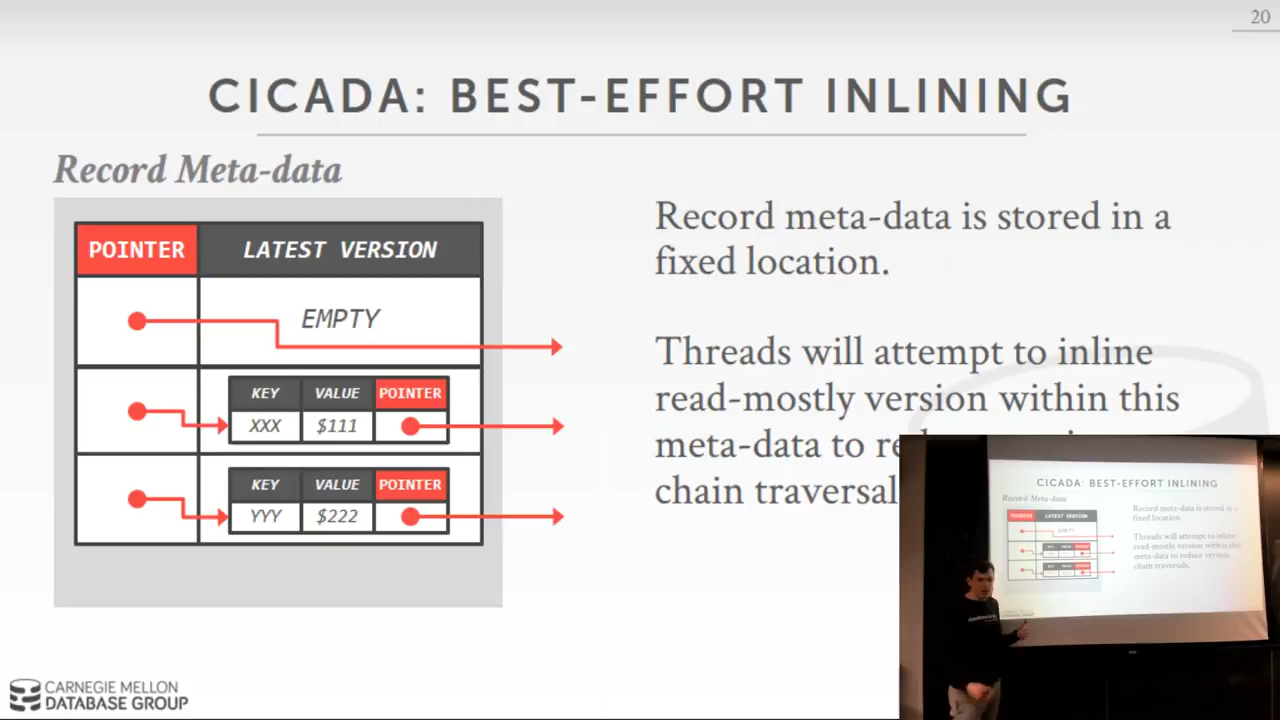 20
CICADA: BEST-EFFORT INLINING
Record Meta-data
POINTER LATEST VERSION
EMPTY
KEY VALUE POINTER
XXX $111
KEY VALUE POINTER
YYY $222
Record meta-data is stored in a
fixed location.
Threads will attempt to inline
read-mostly version within this
meta-data to re
chain traversal
CARNEGIE MELLON
DATABASE GROUP
CICADA: BEST-EFFORT INLINING
Record Meta-data
POINTER LATEST VERSION
EMPTY
Record meta-data is stored in a
fixed location.
Threads will attempt to inline
read-mostly version within this
meta-data to reduce version
chain traversals.